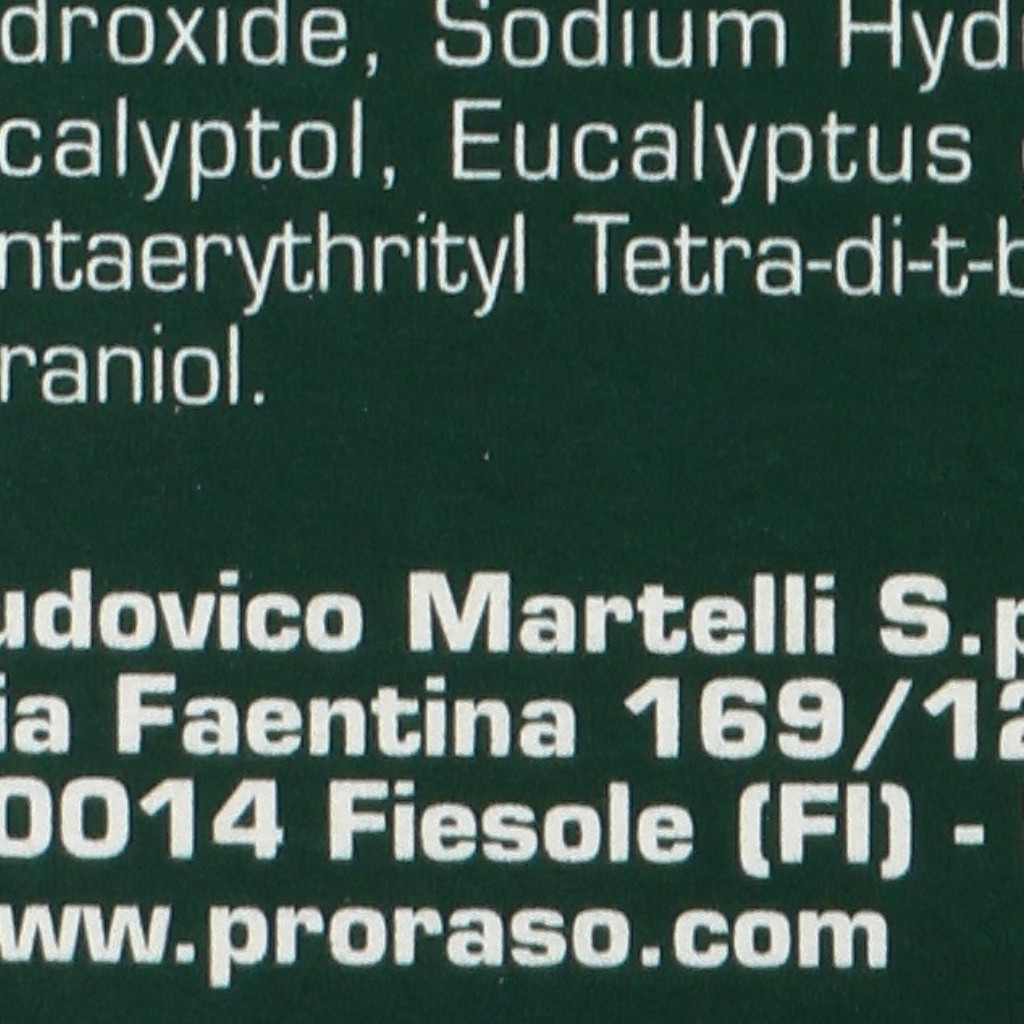 droxide, Sodium Hyd
calyptol, Eucalyptus
ntaerythrityl Tetra-di-t-b
raniol.
udovico Martelli S.p
ia Faentina 169/12
0014 Fiesole (FI) -
ww.proraso.com